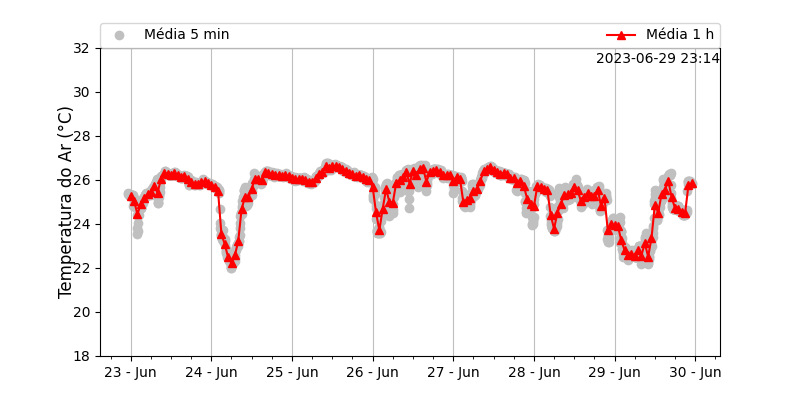 Média 5 min
Média 1 h
2023-06-29 23:14
Temperatura do Ar (°C)
32
30
28
26
24
22
20
18
23 - Jun
24 - Jun
25 - Jun
26 - Jun
27 - Jun
28 - Jun
29 - Jun
30 - Jun